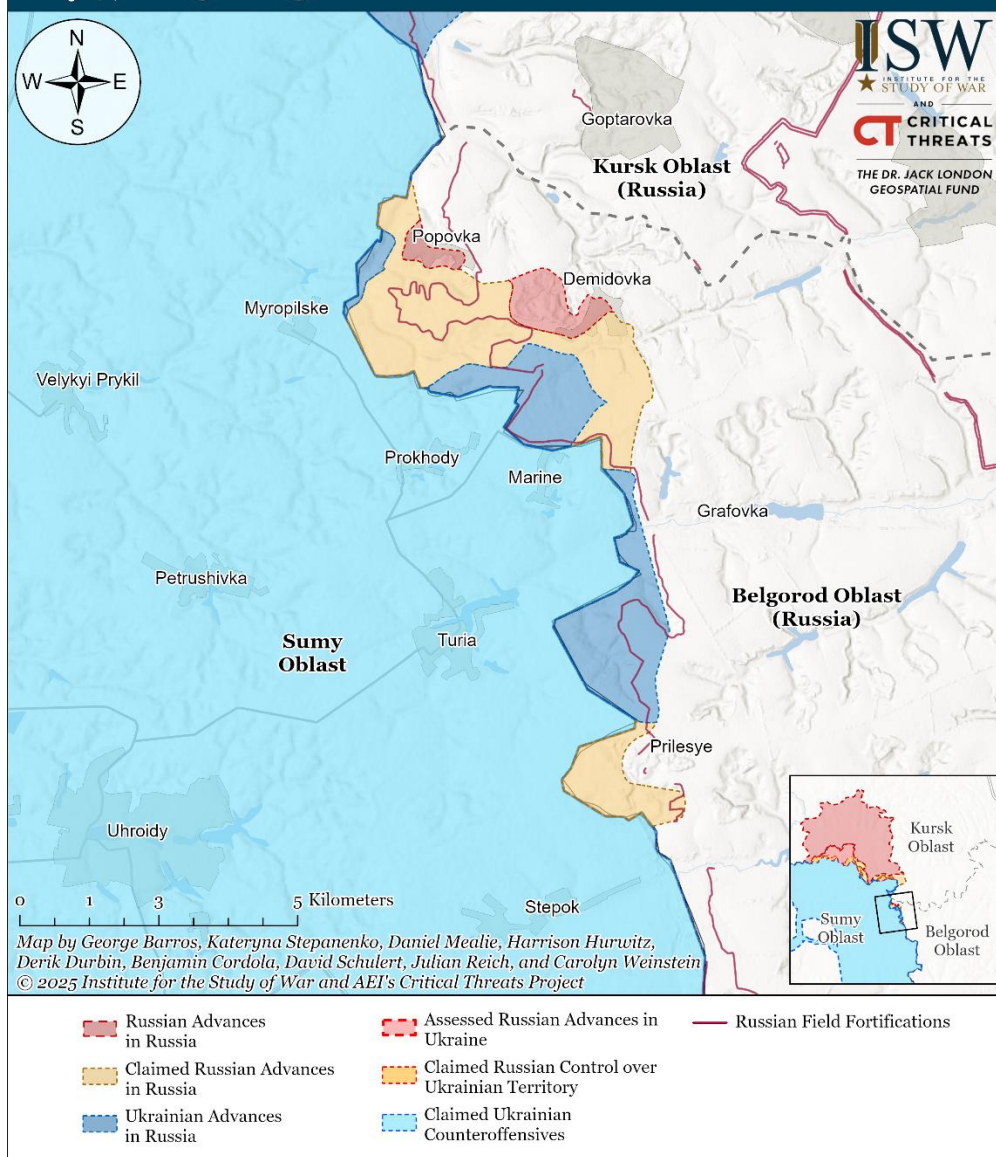 N
W
E
S
ISW
INSTITUTE FOR THE
STUDY OF WAR
AND
CT CRITICAL
THREATS
THE DR. JACK LONDON
GEOSPATIAL FUND
Goptarovka
Kursk Oblast
(Russia)
Popovka
Demidovka
Myropilske
Velykyi Prykil
Prokhody
Marine
Grafovka
Petrushivka
Belgorod Oblast
(Russia)
Sumy
Oblast
Turia
Prilesye
Uhroidy
Stepok
Kursk
Oblast
Sumy
Oblast
Belgorod
Oblast
0 1 3 5 Kilometers
Map by George Barros, Kateryna Stepanenko, Daniel Mealie, Harrison Hurwitz,
Derik Durbin, Benjamin Cordola, David Schulert, Julian Reich, and Carolyn Weinstein
© 2025 Institute for the Study of War and AEI's Critical Threats Project
Russian Advances
in Russia
Claimed Russian Advances
in Russia
Ukrainian Advances
in Russia
Assessed Russian Advances in
Ukraine
Claimed Russian Control over
Ukrainian Territory
Claimed Ukrainian
Counteroffensives
Russian Field Fortifications